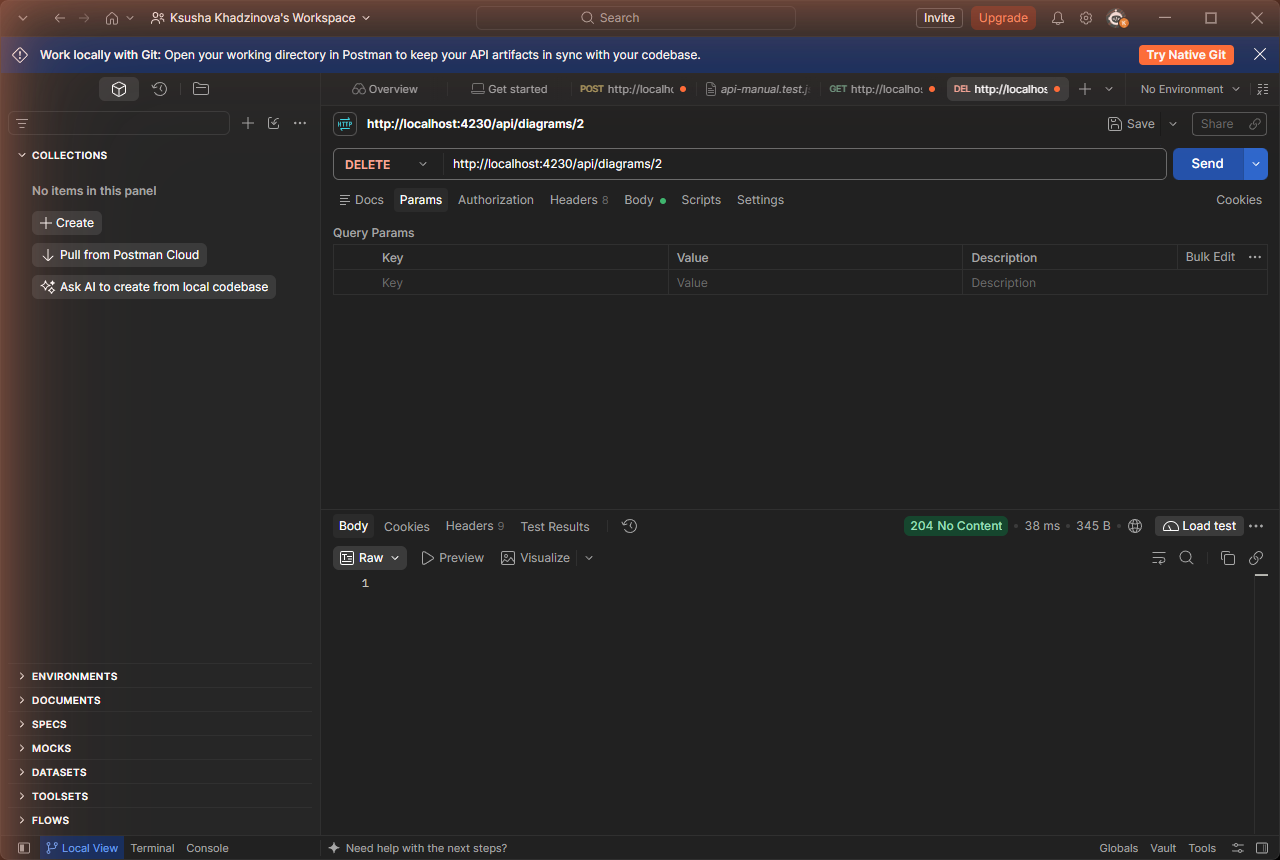 Ksusha Khadzinova's Workspace
Search
Invite
Upgrade
Work locally with Git: Open your working directory in Postman to keep your API artifacts in sync with your codebase.
Try Native Git
Overview
Get started
POST http://localh
api-manual.test.j
GET http://localhos
DEL http://localhos
No Environment
HTTP
http://localhost:4230/api/diagrams/2
Save
Share
COLLECTIONS
No items in this panel
Create
Pull from Postman Cloud
Ask AI to create from local codebase
DELETE
http://localhost:4230/api/diagrams/2
Send
Docs
Params
Authorization
Headers 8
Body
Scripts
Settings
Cookies
Query Params
Key Value Description Bulk Edit
Key Value Description
Body
Cookies
Headers 9
Test Results
204 No Content
38 ms
345 B
Load test
Raw
Preview
Visualize
1
ENVIRONMENTS
DOCUMENTS
SPECS
MOCKS
DATASETS
TOOLSETS
FLOWS
Local View
Terminal
Console
Need help with the next steps?
Globals
Vault
Tools